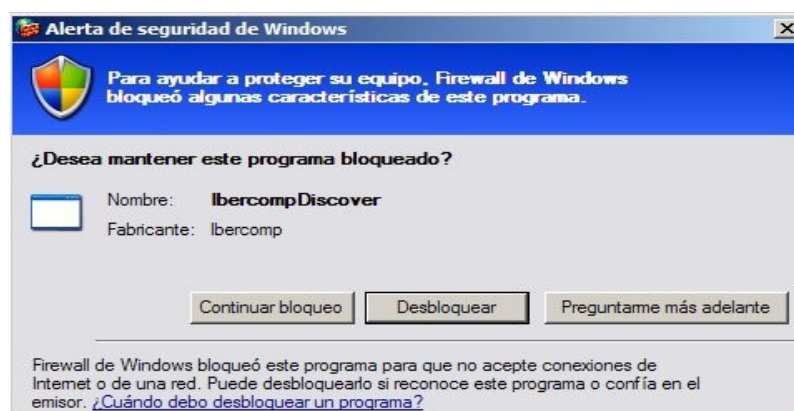 Alerta de seguridad de Windows
Para ayudar a proteger su equipo, Firewall de Windows
bloqueó algunas características de este programa.
¿Desea mantener este programa bloqueado?
Nombre: IbercompDiscover
Fabricante: Ibercomp
Continuar bloqueo Desbloquear Preguntarme más adelante
Firewall de Windows bloqueó este programa para que no acepte conexiones de
Internet o de una red. Puede desbloquearlo si reconoce este programa o confía en el
emisor. ¿Cuándo debo desbloquear un programa?